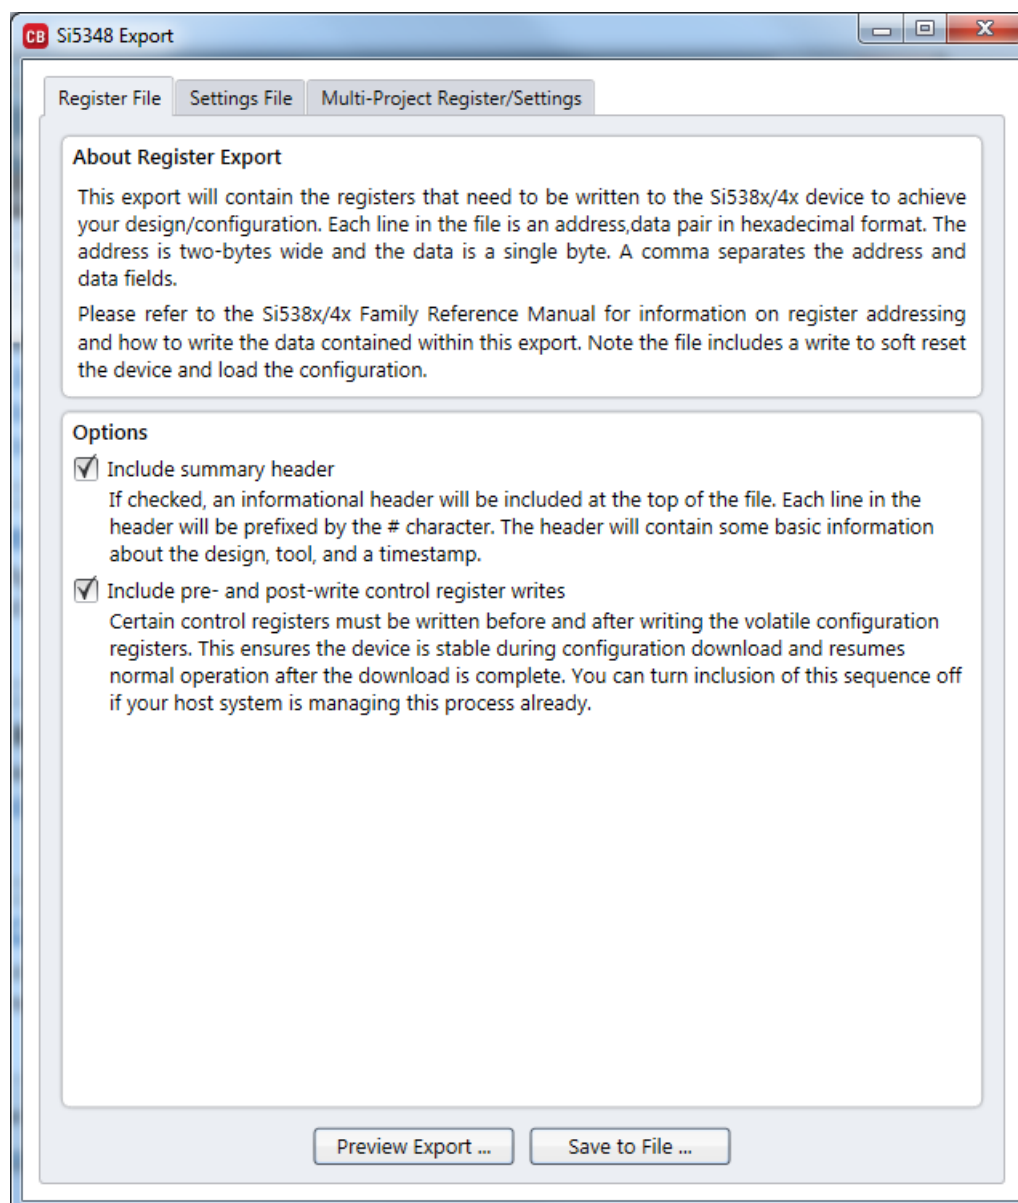 CB Si5348 Export
Register File Settings File Multi-Project Register/Settings
About Register Export
This export will contain the registers that need to be written to the Si538x/4x device to achieve
your design/configuration. Each line in the file is an address,data pair in hexadecimal format. The
address is two-bytes wide and the data is a single byte. A comma separates the address and
data fields.
Please refer to the Si538x/4x Family Reference Manual for information on register addressing
and how to write the data contained within this export. Note the file includes a write to soft reset
the device and load the configuration.
Options
Include summary header
If checked, an informational header will be included at the top of the file. Each line in the
header will be prefixed by the # character. The header will contain some basic information
about the design, tool, and a timestamp.
Include pre- and post-write control register writes
Certain control registers must be written before and after writing the volatile configuration
registers. This ensures the device is stable during configuration download and resumes
normal operation after the download is complete. You can turn inclusion of this sequence off
if your host system is managing this process already.
Preview Export ... Save to File ...